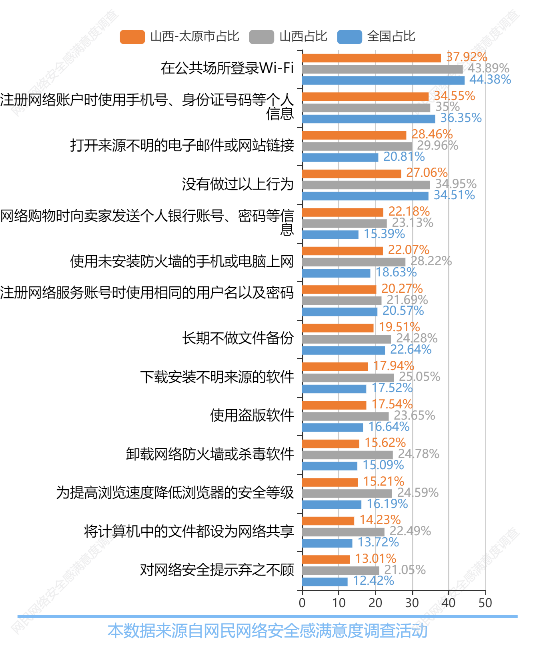 山西-太原市占比 山西占比 全国占比
在公共场所登录Wi-Fi 37.92% 43.89% 44.38%
注册网络账户时使用手机号、身份证号码等个人
信息 34.55% 35% 36.35%
打开来源不明的电子邮件或网站链接 28.46% 29.96% 20.81%
没有做过以上行为 27.06% 34.95% 34.51%
网络购物时向卖家发送个人银行账号、密码等信
息 22.18% 23.13% 15.39%
使用未安装防火墙的手机或电脑上网 22.07% 28.22% 18.63%
注册网络服务账号时使用相同的用户名以及密码 20.27% 21.69% 20.57%
长期不做文件备份 19.51% 24.28% 22.64%
下载安装不明来源的软件 17.94% 25.05% 17.52%
使用盗版软件 17.54% 23.65% 16.64%
卸载网络防火墙或杀毒软件 15.62% 24.78% 15.09%
为提高浏览速度降低浏览器的安全等级 15.21% 24.59% 16.19%
将计算机中的文件都设为网络共享 14.23% 22.49% 13.72%
对网络安全提示弃之不顾 13.01% 21.05% 12.42%
0 10 20 30 40 50
本数据来源自网民网络安全感满意度调查活动